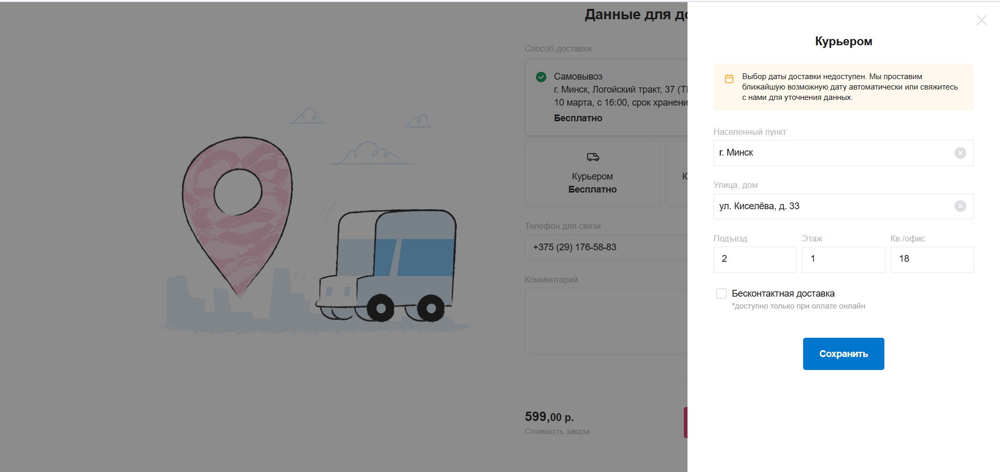 Данные для
Способ доставки
Самовывоз
г. Минск, Логойский тракт, 37
10 марта, с 16:00, срок
Бесплатно
Курьером
Бесплатно
Телефон для связи
+375 (29) 176-58-83
Комментарий
599,00 р.
Стоимость заказа
Курьером
Выбор даты доставки недоступен. Мы проставим
ближайшую возможную дату автоматически или свяжитесь
с нами для уточнения данных.
Населенный пункт
г. Минск
Улица, дом
ул. Киселёва, д. 33
Подъезд Этаж Кв./офис
2 1 18
Бесконтактная доставка
*доступно только при оплате онлайн
Сохранить